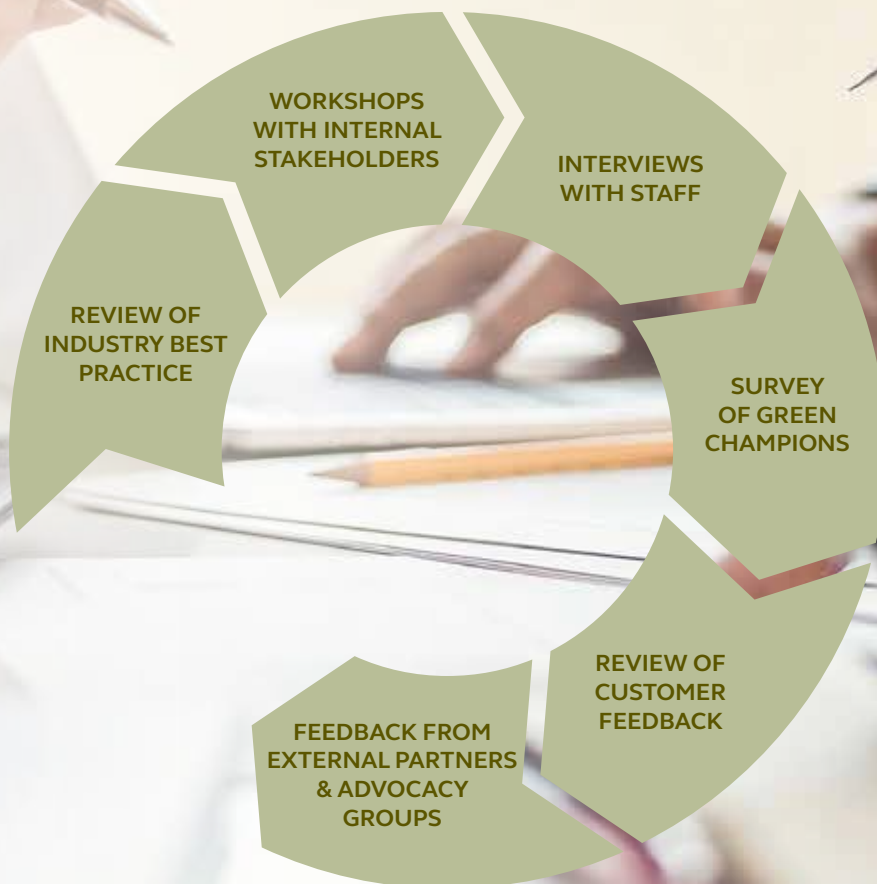 REVIEW OF
INDUSTRY BEST
PRACTICE
WORKSHOPS
WITH INTERNAL
STAKEHOLDERS
INTERVIEWS
WITH STAFF
SURVEY
OF GREEN
CHAMPIONS
REVIEW OF
CUSTOMER
FEEDBACK
FEEDBACK FROM
EXTERNAL PARTNERS
& ADVOCACY
GROUPS